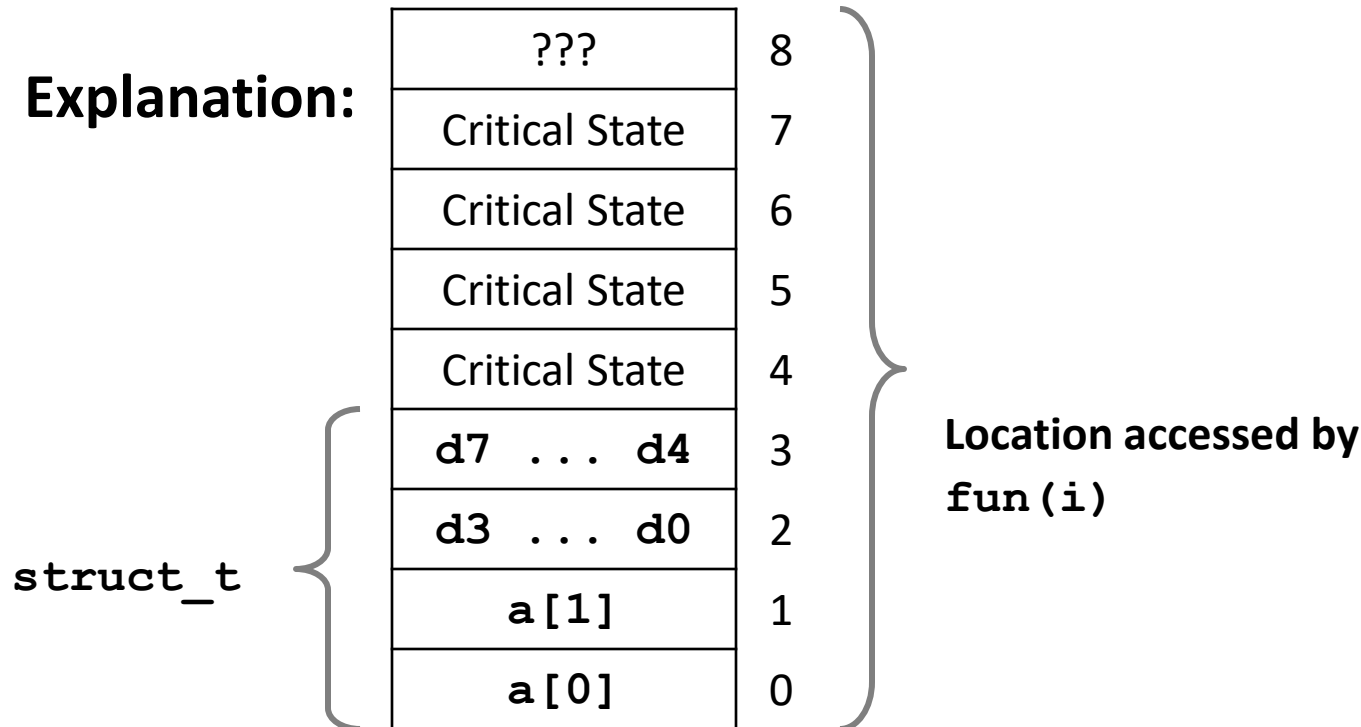 Explanation:
??? 8
Critical State 7
Critical State 6
Critical State 5
Critical State 4
d7 ... d4 3
d3 ... d0 2
a[1] 1
a[0] 0
struct_t
Location accessed by
fun(i)